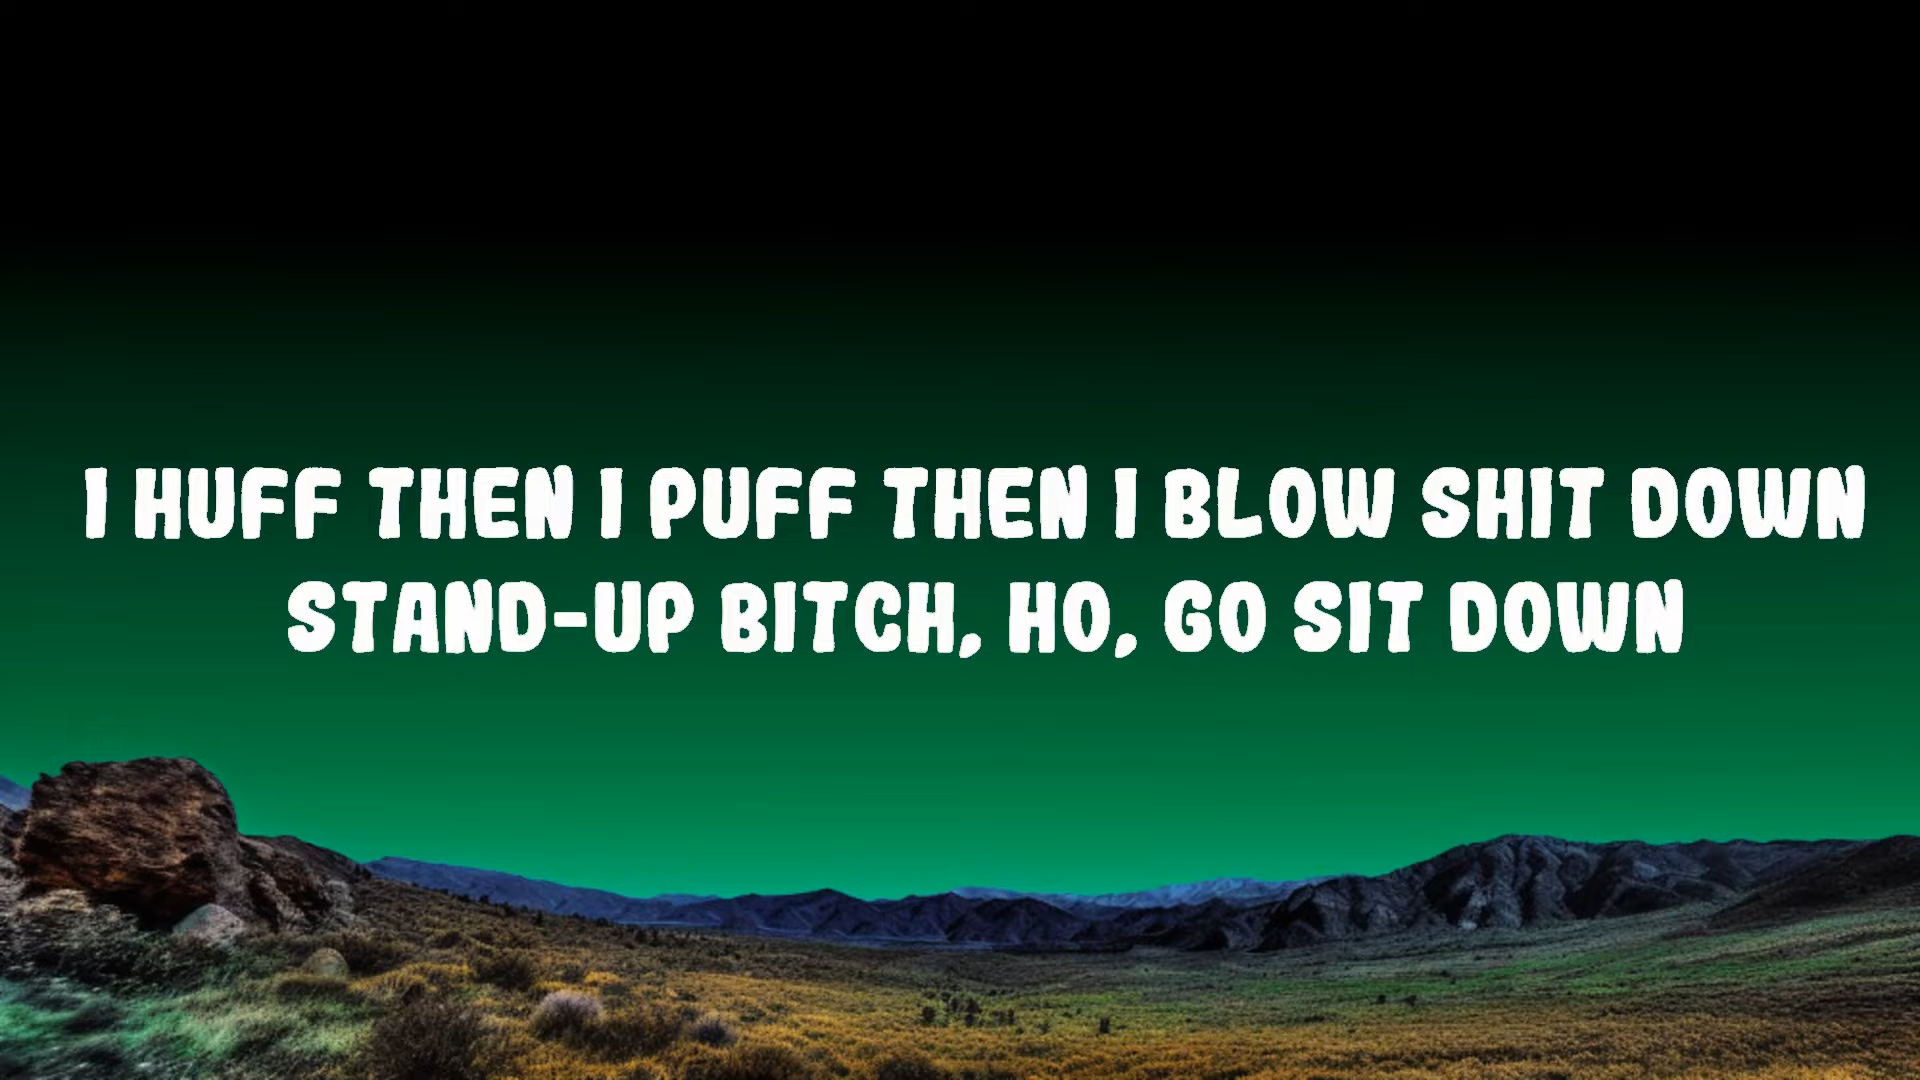 I HUFF THEN I PUFF THEN I BLOW SHIT DOWN
STAND-UP BITCH, HO, GO SIT DOWN